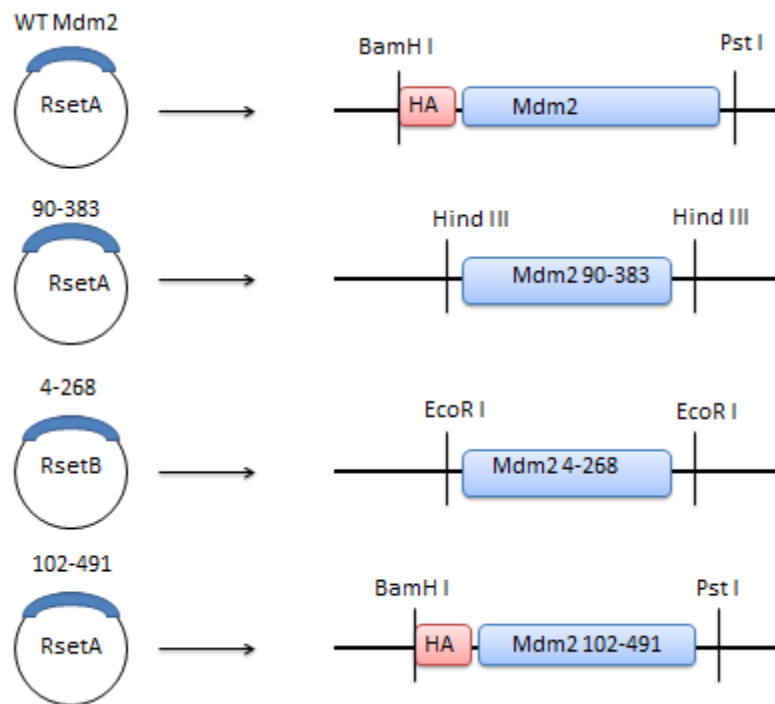 WT Mdm2
RsetA
BamH I
Pst I
HA
Mdm2
90-383
RsetA
Hind III
Hind III
Mdm2 90-383
4-268
RsetB
EcoR I
EcoR I
Mdm2 4-268
102-491
RsetA
BamH I
Pst I
HA
Mdm2 102-491